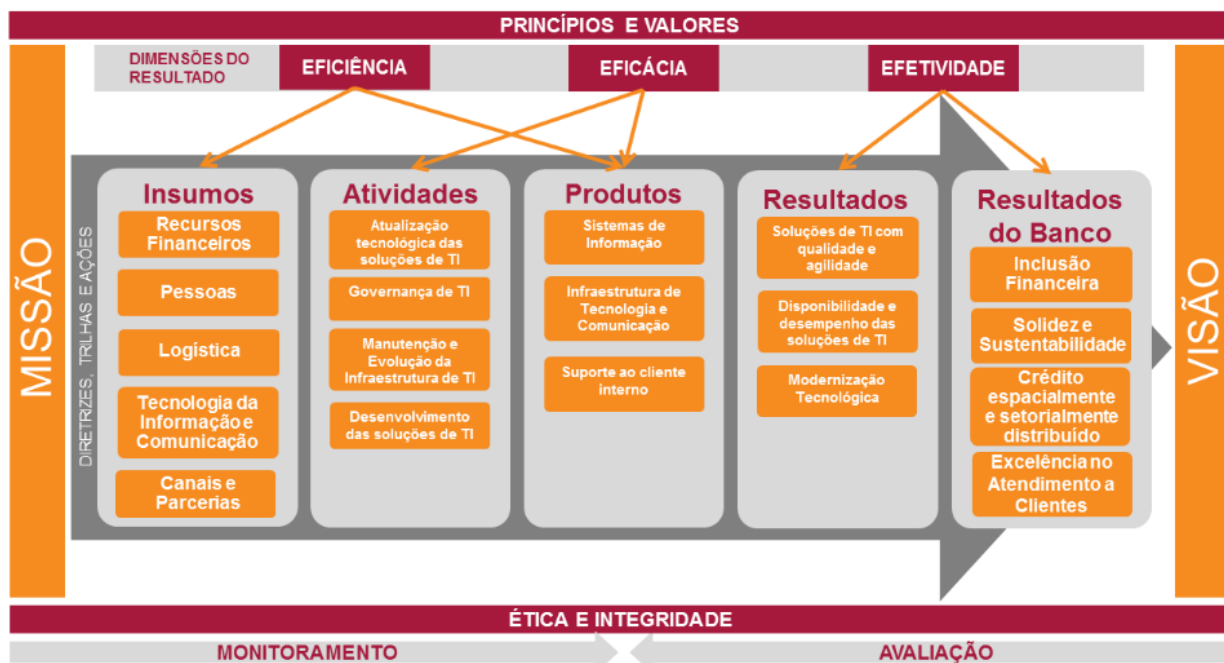 PRINCÍPIOS E VALORES
MISSÃO
DIMENSÕES DO
RESULTADO
EFICIÊNCIA
EFICÁCIA
EFETIVIDADE
DIRETRIZES, TRILHAS E AÇÕES
Insumos
Recursos
Financeiros
Pessoas
Logística
Tecnologia da
Informação e
Comunicação
Canais e
Parcerias
Atividades
Atualização
tecnológica das
soluções de TI
Governança de TI
Manutenção e
Evolução da
Infraestrutura de TI
Desenvolvimento
das soluções de TI
Produtos
Sistemas de
Informação
Infraestrutura de
Tecnologia e
Comunicação
Suporte ao cliente
interno
Resultados
Soluções de TI com
qualidade e
agilidade
Disponibilidade e
desempenho das
soluções de TI
Modernização
Tecnológica
Resultados
do Banco
Inclusão
Financeira
Solidez e
Sustentabilidade
Crédito
espacialmente
e setorialmente
distribuído
Excelência no
Atendimento a
Clientes
VISÃO
ÉTICA E INTEGRIDADE
MONITORAMENTO
AVALIAÇÃO